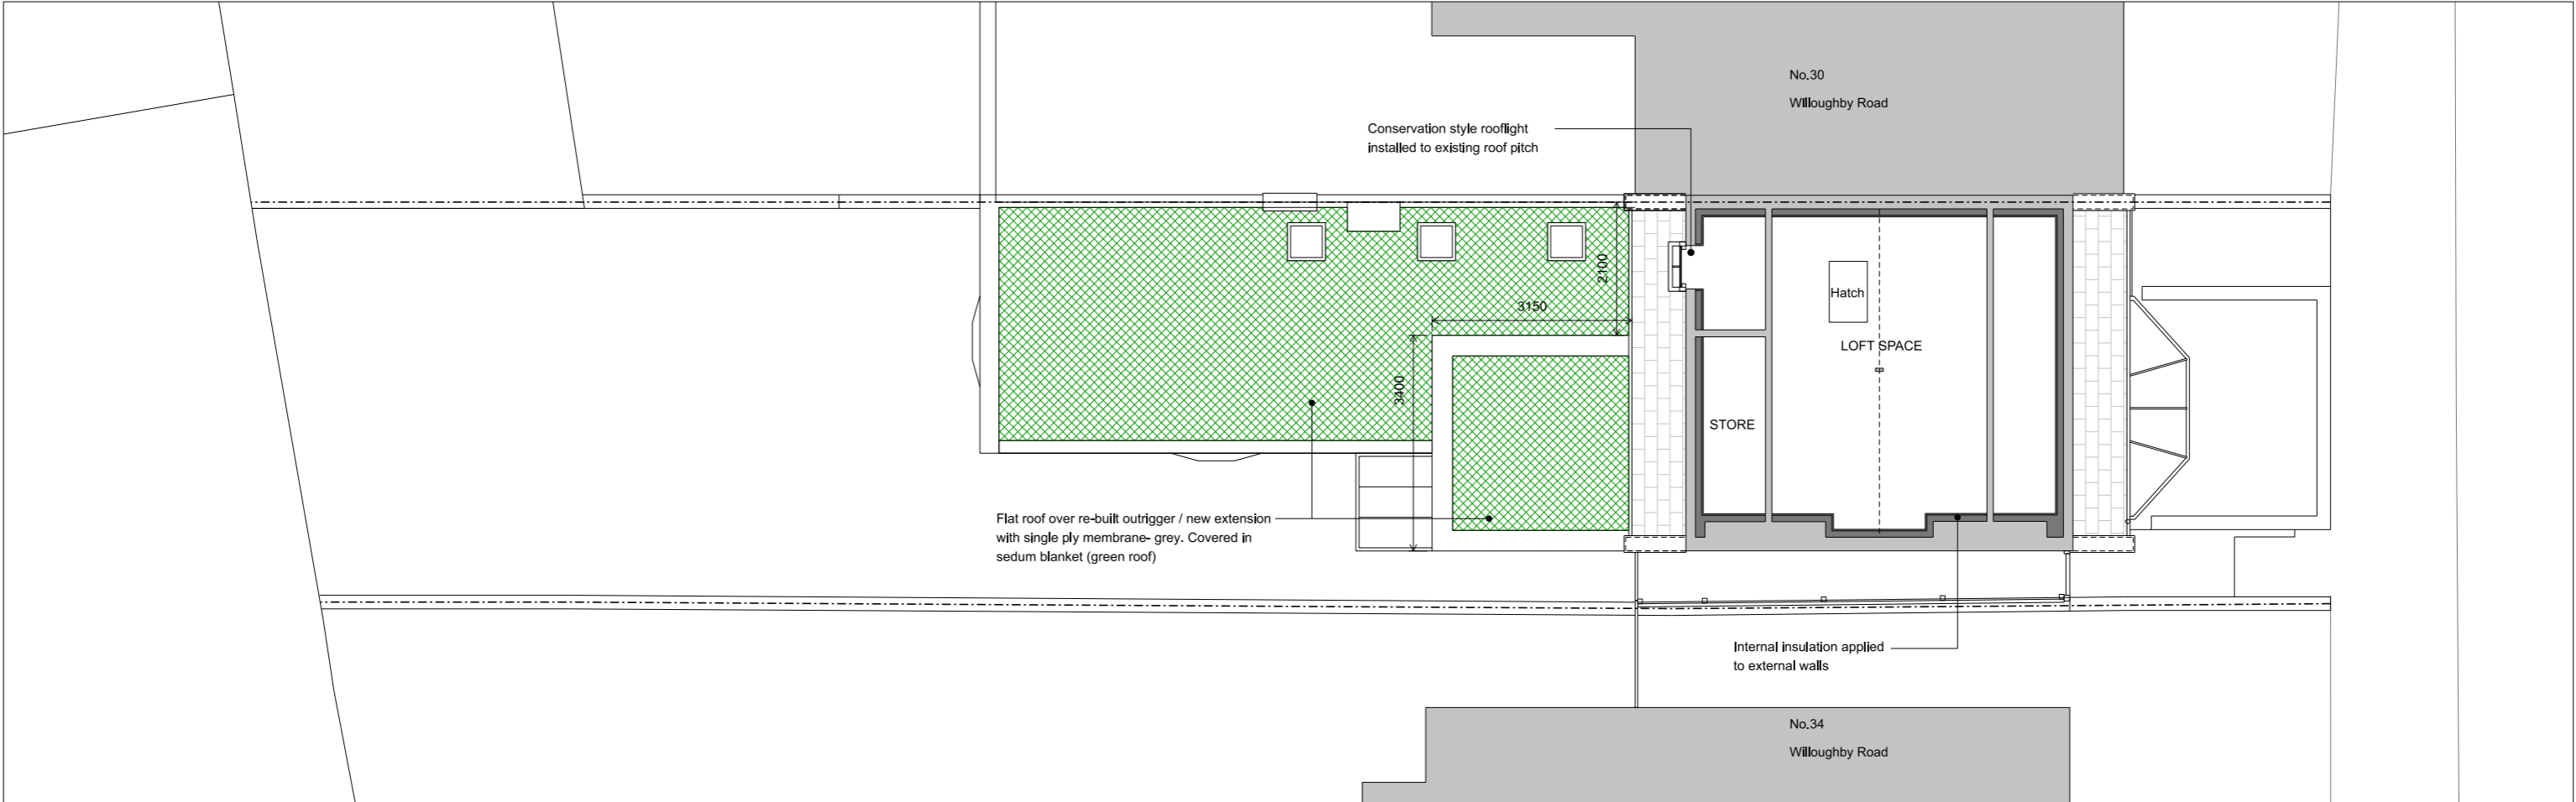 No.30
WIlloughby Road
Conservation style rooflight
installed to existing roof pitch
2100
3150
Hatch
LOFT SPACE
3400
STORE
Flat roof over re-built outrigger / new extension
with single ply membrane- grey. Covered in
sedum blanket (green roof)
Internal insulation applied
to external walls
No.34
Willoughby Road